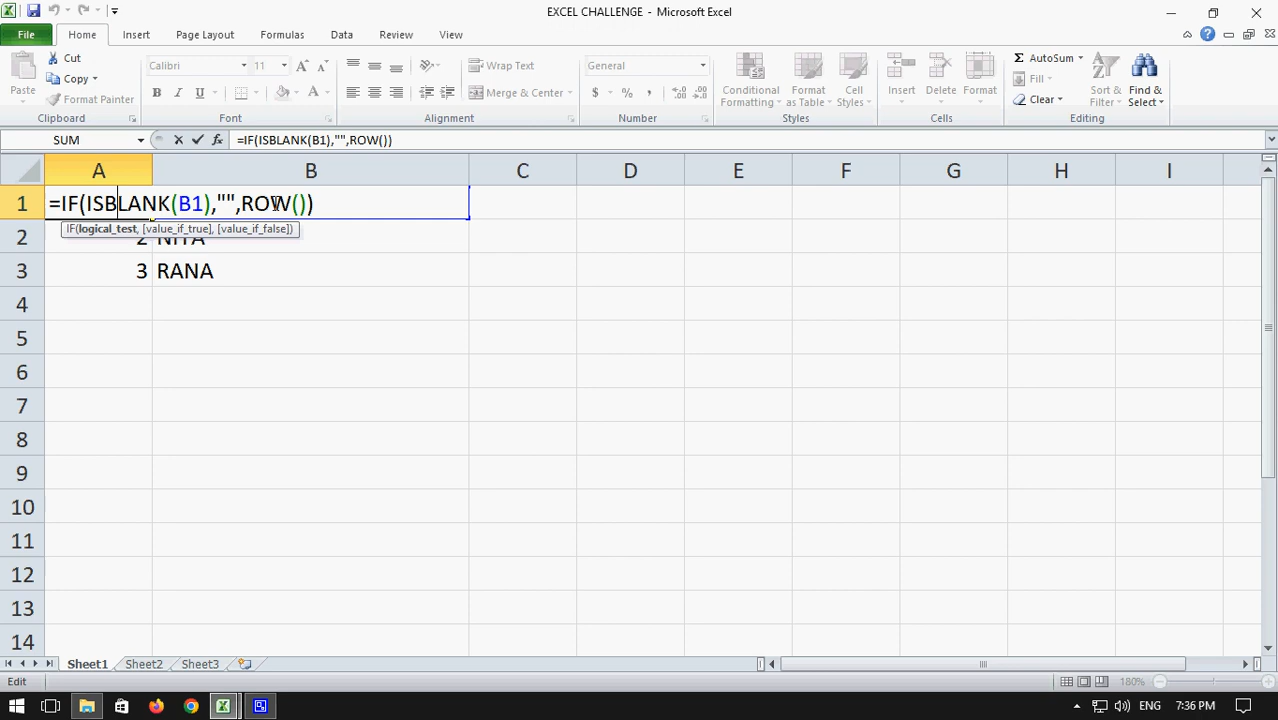 EXCEL CHALLENGE - Microsoft Excel
File Home Insert Page Layout Formulas Data Review View
Paste
Cut
Copy
Format Painter
Clipboard
Calibri 11
B I U A
Font
Wrap Text
Merge & Center
Alignment
General
$ % ,
Number
Conditional Formatting
Format as Table
Cell Styles
Styles
Insert Delete Format
Cells
Σ AutoSum
Fill
Clear
Sort & Filter
Find & Select
Editing
SUM fx =IF(ISBLANK(B1),"",ROW())
A B C D E F G H I
1 =IF(ISBLANK(B1),"",ROW())
IF(logical_test, [value_if_true], [value_if_false])
2 2 NITA
3 3 RANA
4
5
6
7
8
9
10
11
12
13
14
Sheet1 Sheet2 Sheet3
Edit 180%
ENG 7:36 PM